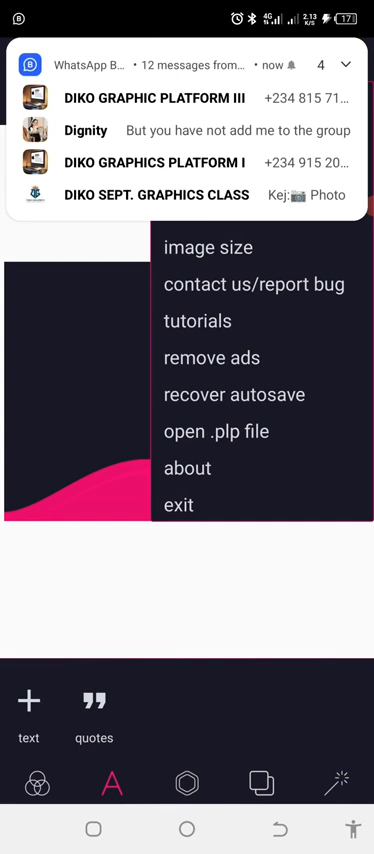 4G
2.13
K/S
17
WhatsApp B... • 12 messages from... • now 4
DIKO GRAPHIC PLATFORM III +234 815 71...
Dignity But you have not add me to the group
DIKO GRAPHICS PLATFORM I +234 915 20...
DIKO SEPT. GRAPHICS CLASS Kej:📷 Photo
image size
contact us/report bug
tutorials
remove ads
recover autosave
open .plp file
about
exit
text quotes